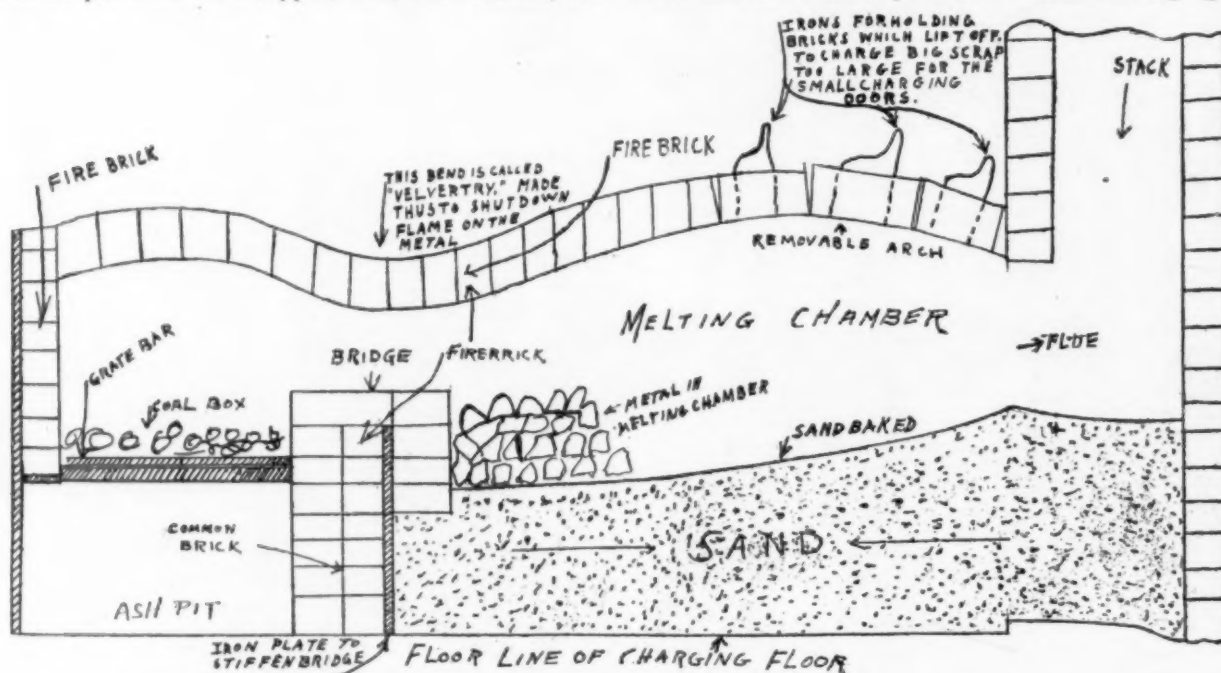 IRONS FOR HOLDING
BRICKS WHICH LIFT OFF.
TO CHARGE BIG SCRAP
TOO LARGE FOR THE
SMALL CHARGING
DOORS.
STACK
FIRE BRICK
THIS BEND IS CALLED
"VELVERTRY," MADE
THUS TO SHUT DOWN
FLAME ON THE
METAL
FIRE BRICK
REMOVABLE ARCH
MELTING CHAMBER
FLUE
GRATE BAR
COAL BOX
BRIDGE
FIRERRICK
METAL IN
MELTING CHAMBER
SAND BAKED
COMMON
BRICK
SAND
ASH PIT
IRON PLATE TO
STIFFEN BRIDGE
FLOOR LINE OF CHARGING FLOOR